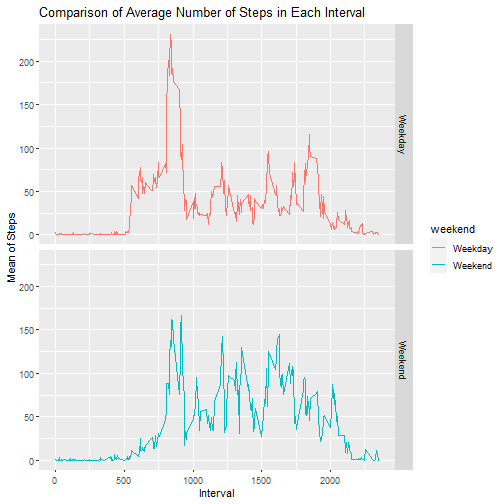 Comparison of Average Number of Steps in Each Interval
Mean of Steps
200
150
100
50
0
Weekday
200
150
100
50
0
Weekend
0 500 1000 1500 2000
Interval
weekend
Weekday
Weekend